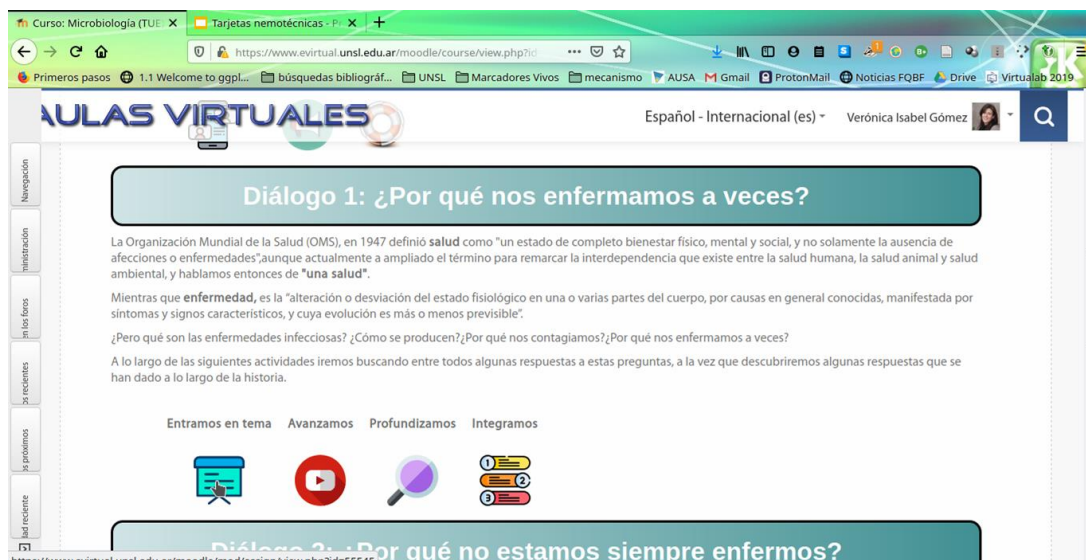 Curso: Microbiología (TUE
Tarjetas nemotécnicas - Pr
https://www.evirtual.unsl.edu.ar/moodle/course/view.php?id
Primeros pasos 1.1 Welcome to ggpl... búsquedas bibliográf... UNSL Marcadores Vivos mecanismo AUSA Gmail ProtonMail Noticias FQBF Drive Virtualab 2019
AULAS VIRTUALES
Español - Internacional (es)
Verónica Isabel Gómez
Navegación
ministración
en los foros
os recientes
os próximos
dad reciente
Diálogo 1: ¿Por qué nos enfermamos a veces?
La Organización Mundial de la Salud (OMS), en 1947 definió salud como "un estado de completo bienestar físico, mental y social, y no solamente la ausencia de
afecciones o enfermedades",aunque actualmente a ampliado el término para remarcar la interdependencia que existe entre la salud humana, la salud animal y salud
ambiental, y hablamos entonces de "una salud".
Mientras que enfermedad, es la "alteración o desviación del estado fisiológico en una o varias partes del cuerpo, por causas en general conocidas, manifestada por
síntomas y signos característicos, y cuya evolución es más o menos previsible".
¿Pero qué son las enfermedades infecciosas? ¿Cómo se producen?¿Por qué nos contagiamos?¿Por qué nos enfermamos a veces?
A lo largo de las siguientes actividades iremos buscando entre todos algunas respuestas a estas preguntas, a la vez que descubriremos algunas respuestas que se
han dado a lo largo de la historia.
Entramos en tema Avanzamos Profundizamos Integramos
1
2
3
Diálogo 2: ¿Por qué no estamos siempre enfermos?